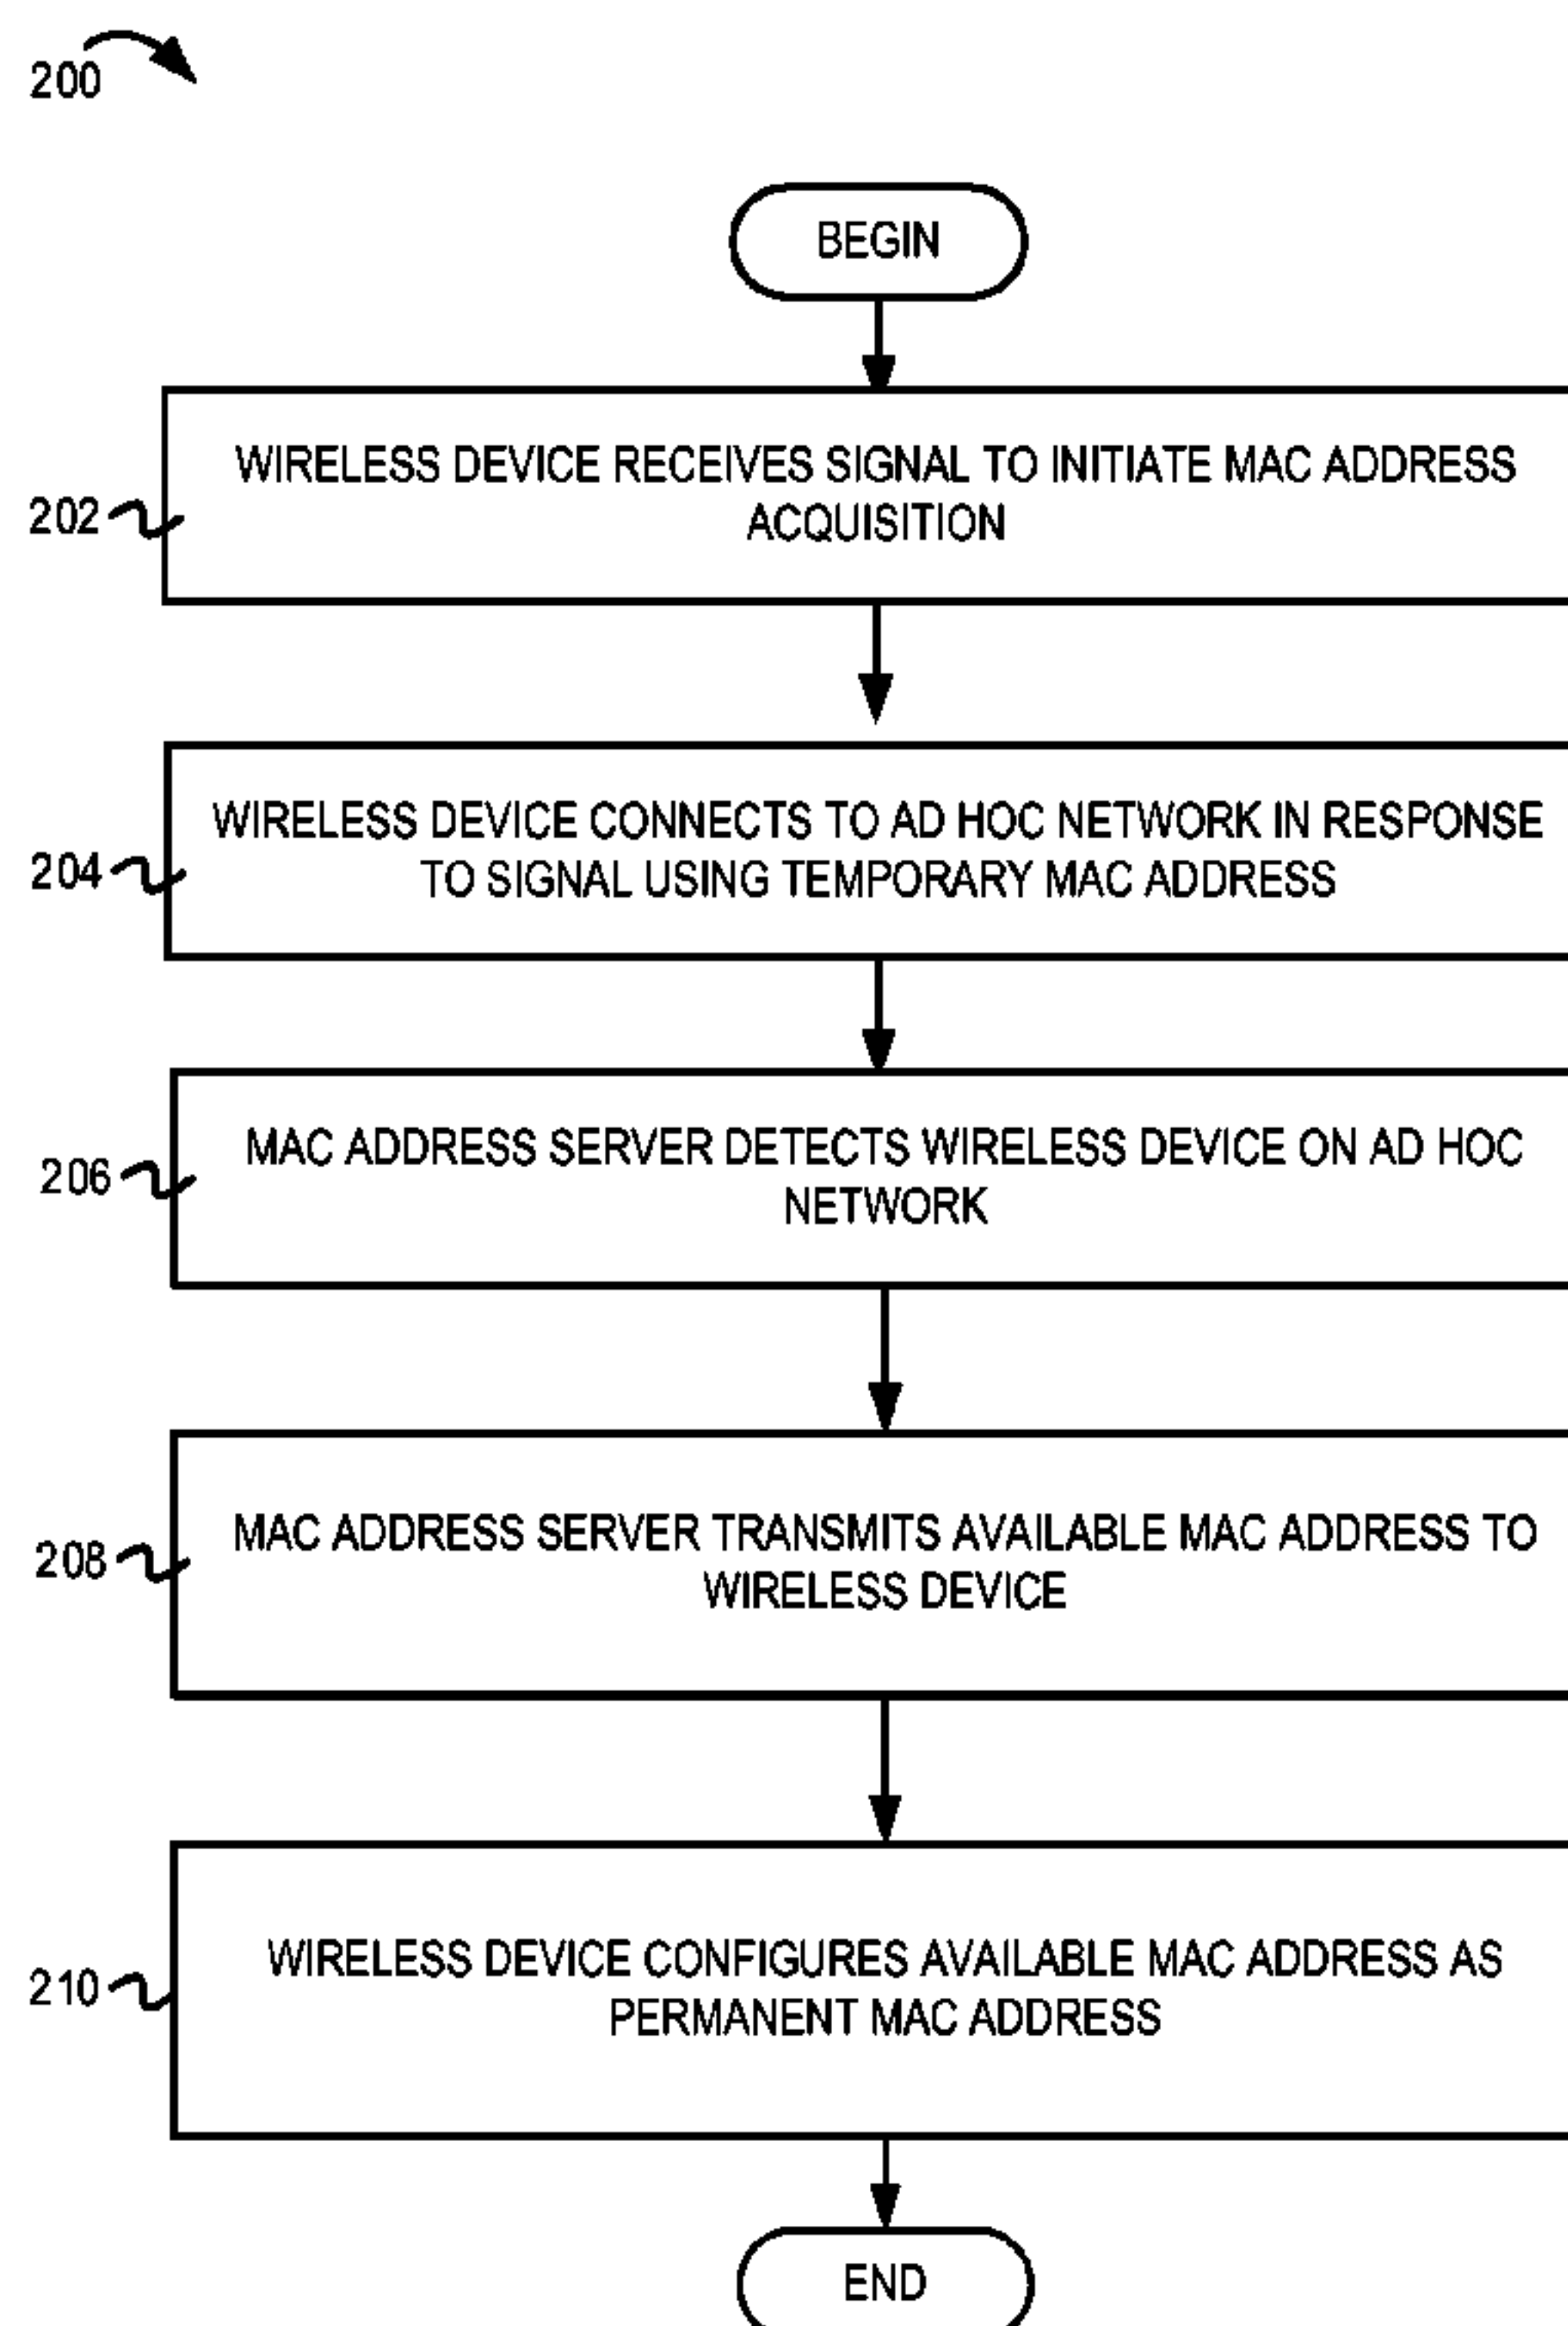 200
BEGIN
WIRELESS DEVICE RECEIVES SIGNAL TO INITIATE MAC ADDRESS
ACQUISITION
202
WIRELESS DEVICE CONNECTS TO AD HOC NETWORK IN RESPONSE
TO SIGNAL USING TEMPORARY MAC ADDRESS
204
MAC ADDRESS SERVER DETECTS WIRELESS DEVICE ON AD HOC
NETWORK
206
MAC ADDRESS SERVER TRANSMITS AVAILABLE MAC ADDRESS TO
WIRELESS DEVICE
208
WIRELESS DEVICE CONFIGURES AVAILABLE MAC ADDRESS AS
PERMANENT MAC ADDRESS
210
END